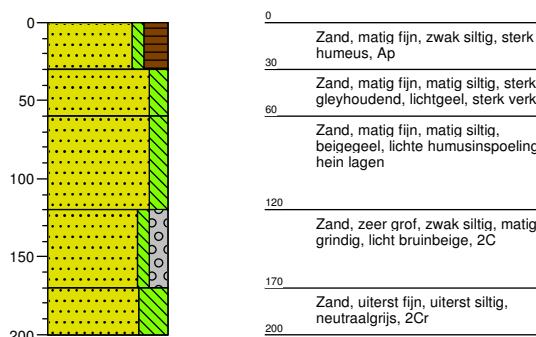 0
50
100
150
200
0
Zand, matig fijn, zwak siltig, sterk
humeus, Ap
30
Zand, matig fijn, matig siltig, sterk
gleyhoudend, lichtgeel, sterk verk
60
Zand, matig fijn, matig siltig,
beigegeel, lichte humusinspoeling
hein lagen
120
Zand, zeer grof, zwak siltig, matig
grindig, licht bruinbeige, 2C
170
Zand, uiterst fijn, uiterst siltig,
neutraalgrijs, 2Cr
200